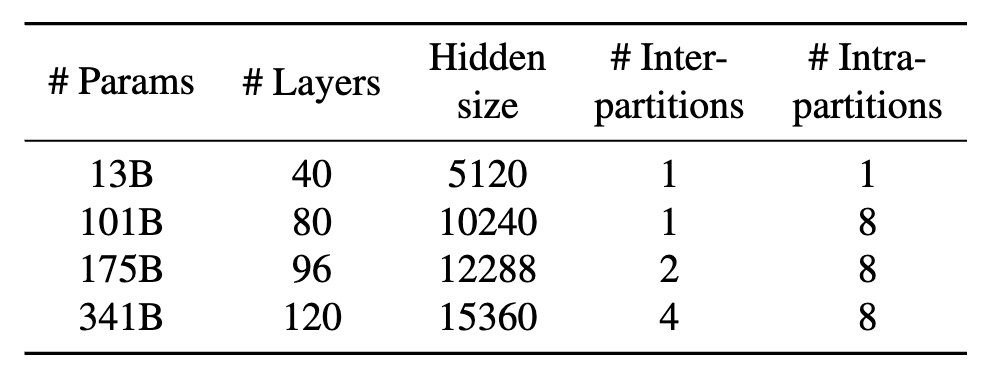 # Params # Layers Hidden size # Inter-partitions # Intra-partitions
13B 40 5120 1 1
101B 80 10240 1 8
175B 96 12288 2 8
341B 120 15360 4 8